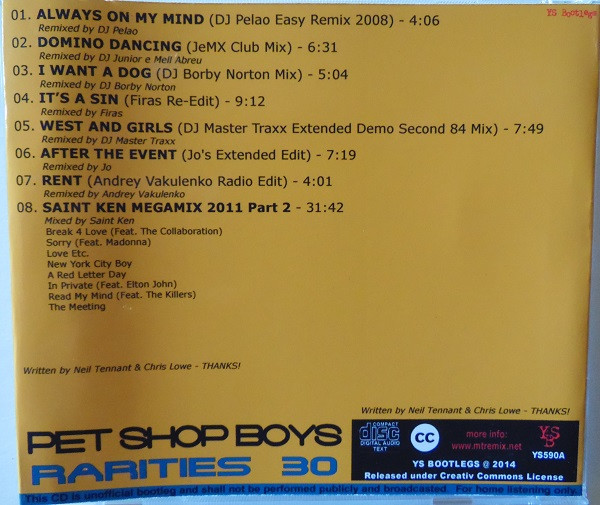 YS Bootlegs
01. ALWAYS ON MY MIND (DJ Pelao Easy Remix 2008) - 4:06
Remixed by DJ Pelao
02. DOMINO DANCING (JeMX Club Mix) - 6:31
Remixed by DJ Junior e Mell Abreu
03. I WANT A DOG (DJ Borby Norton Mix) - 5:04
Remixed by DJ Borby Norton
04. IT'S A SIN (Firas Re-Edit) - 9:12
Remixed by Firas
05. WEST AND GIRLS (DJ Master Traxx Extended Demo Second 84 Mix) - 7:49
Remixed by DJ Master Traxx
06. AFTER THE EVENT (Jo's Extended Edit) - 7:19
Remixed by Jo
07. RENT (Andrey Vakulenko Radio Edit) - 4:01
Remixed by Andrey Vakulenko
08. SAINT KEN MEGAMIX 2011 Part 2 - 31:42
Mixed by Saint Ken
Break 4 Love (Feat. The Collaboration)
Sorry (Feat. Madonna)
Love Etc.
New York City Boy
A Red Letter Day
In Private (Feat. Elton John)
Read My Mind (Feat. The Killers)
The Meeting
Written by Neil Tennant & Chris Lowe - THANKS!
Written by Neil Tennant & Chris Lowe - THANKS!
PET SHOP BOYS
RARITIES 30
COMPACT
disc
DIGITAL AUDIO
TEXT
CC
more info:
www.mtremix.net
YSB
YS590A
YS BOOTLEGS @ 2014
Released under Creativ Commons License
This CD is unofficial bootleg and shall not be performed publicly and broadcasted. For home listening only.